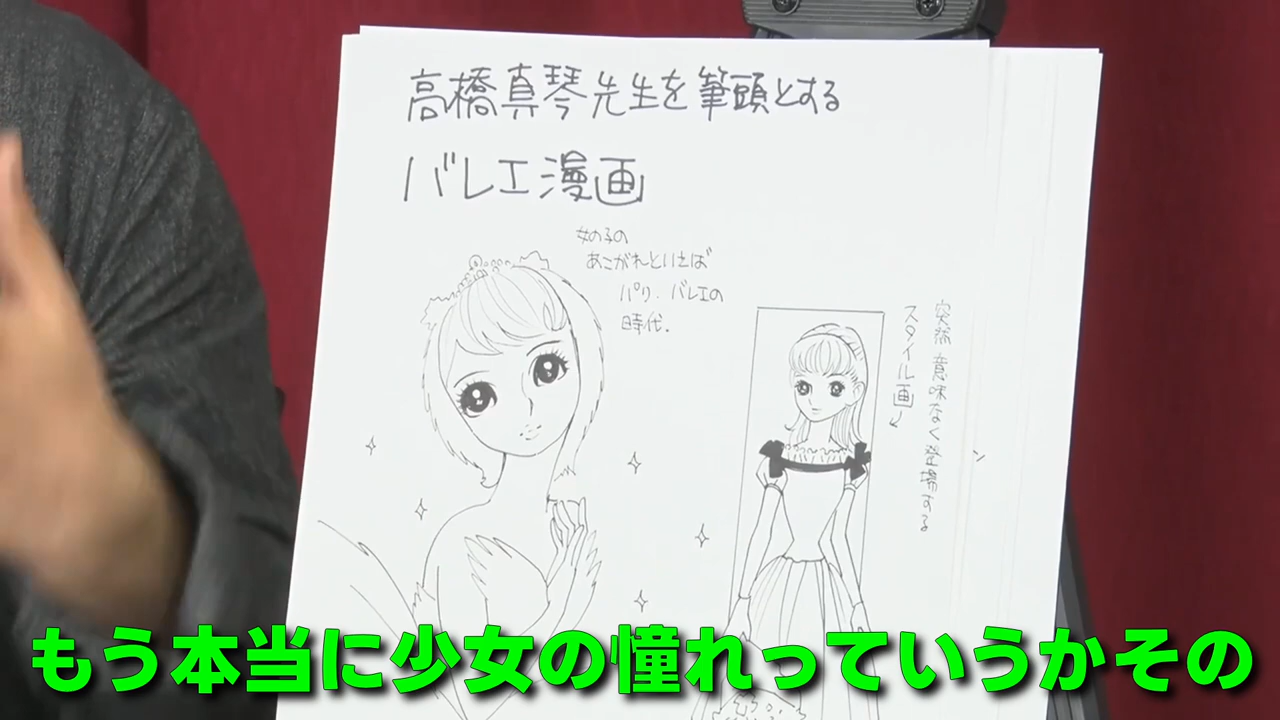 高橋真琴先生を筆頭とする
バレエ漫画
女の子の
あこがれといえば
パリ．バレエの
時代．
突然意味なく登場する
スタイル画
もう本当に少女の憧れっていうかその